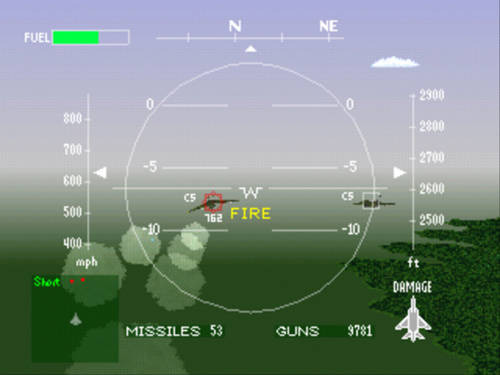 N NE
FUEL
0 0
800
700
600
500
400
mph
2900
2800
2700
2600
2500
ft
-5 -5
C5 C5
762
FIRE
-10 -10
Short
DAMAGE
MISSILES 53 GUNS 9781